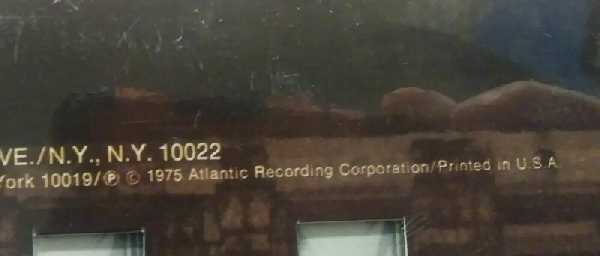 VE./N.Y., N.Y. 10022
York 10019/℗ © 1975 Atlantic Recording Corporation/Printed in U.S.A.